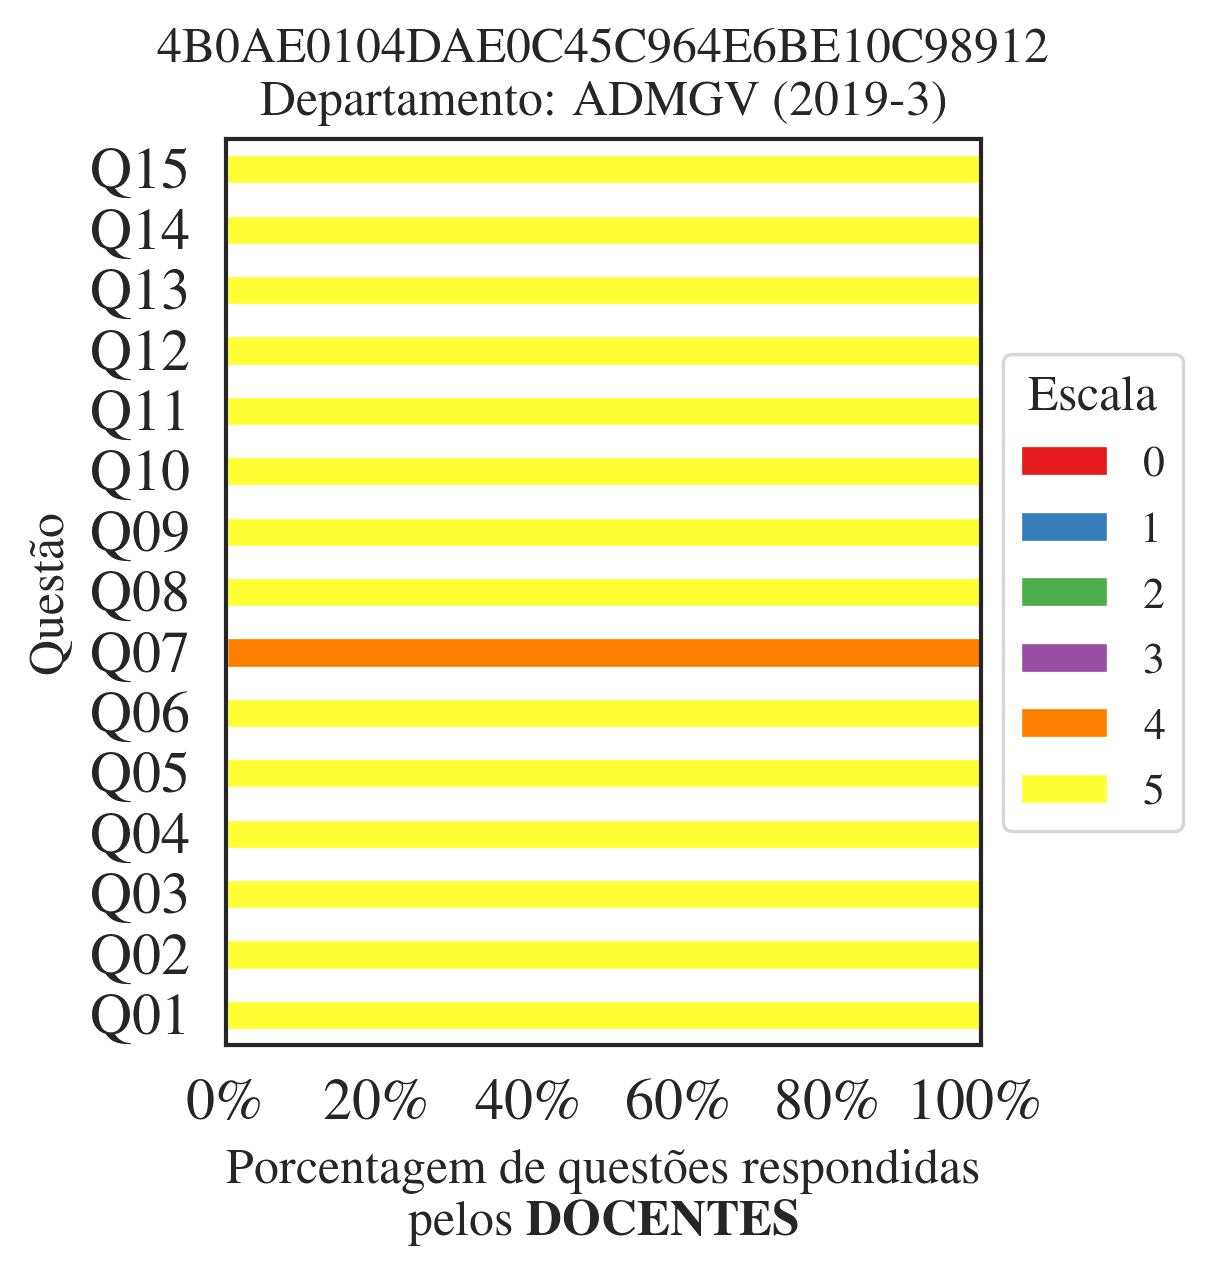 4B0AE0104DAE0C45C964E6BE10C98912
Departamento: ADMGV (2019-3)
Questão
Q15
Q14
Q13
Q12
Q11
Q10
Q09
Q08
Q07
Q06
Q05
Q04
Q03
Q02
Q01
0% 20% 40% 60% 80% 100%
Porcentagem de questões respondidas
pelos DOCENTES
Escala
0
1
2
3
4
5